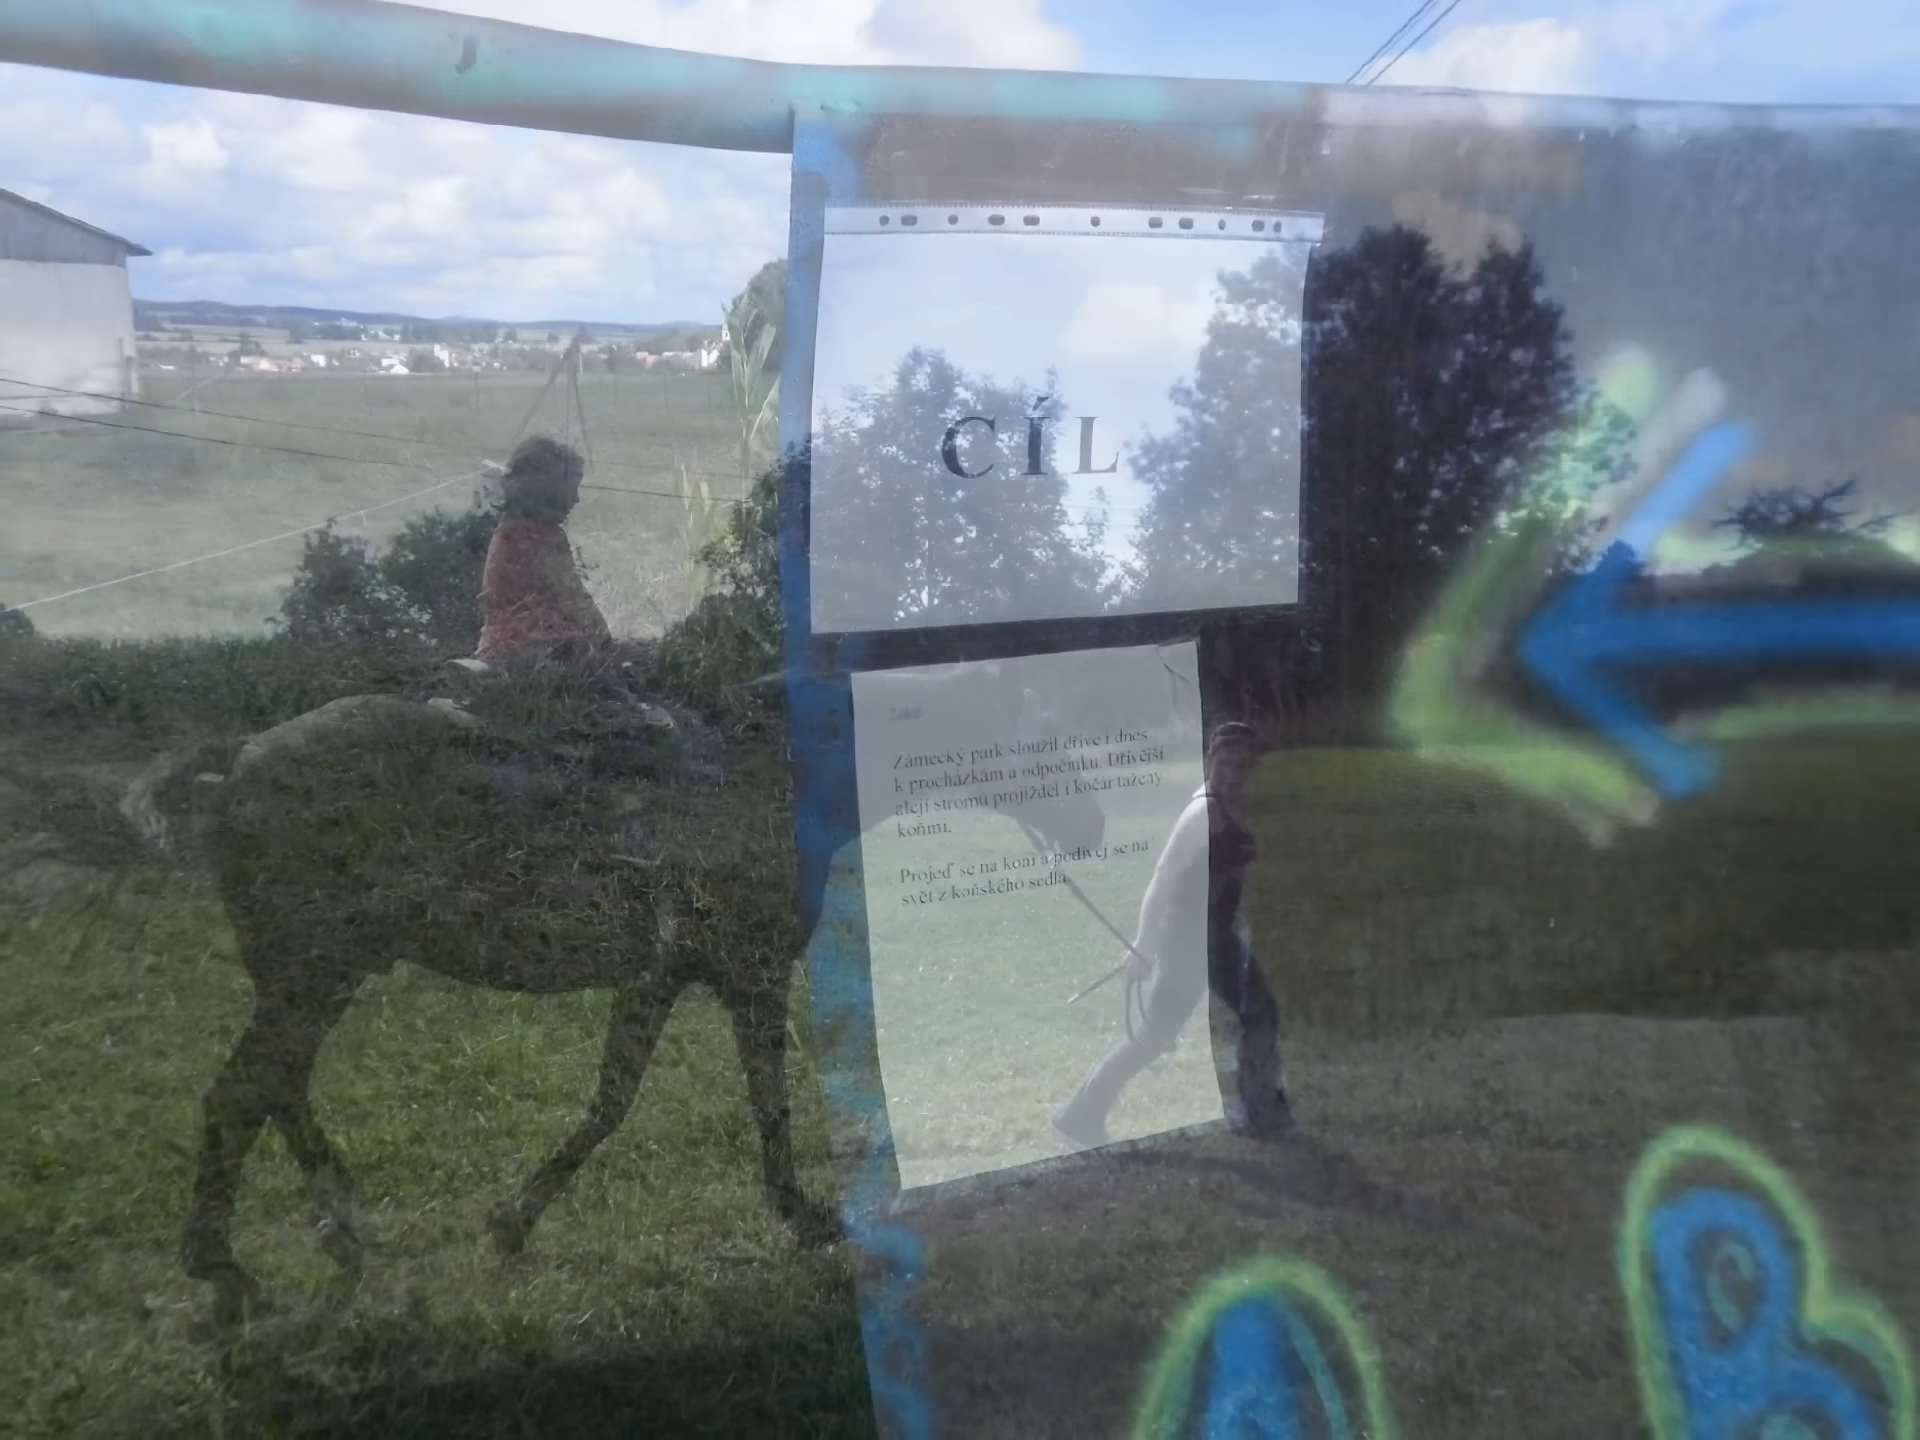 CÍL
Zámecký park sloužil dříve i dnes
k procházkám a odpočinku. Dřívější
alejí stromů projížděl i kočár tažený
koňmi.
Projeď se na koni a podívej se na
svět z koňského sedla